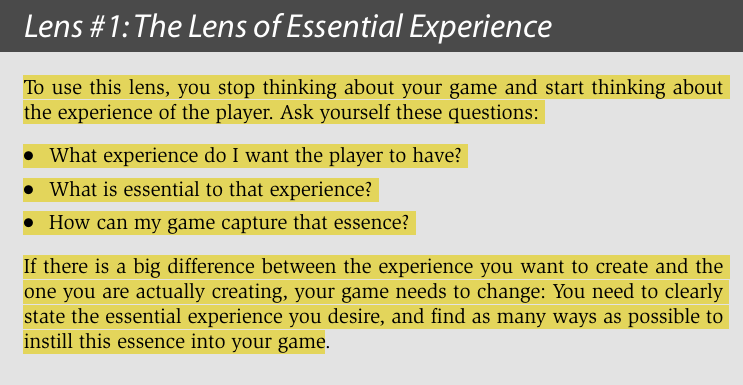 Lens #1: The Lens of Essential Experience
To use this lens, you stop thinking about your game and start thinking about
the experience of the player. Ask yourself these questions:
● What experience do I want the player to have?
● What is essential to that experience?
● How can my game capture that essence?
If there is a big difference between the experience you want to create and the
one you are actually creating, your game needs to change: You need to clearly
state the essential experience you desire, and find as many ways as possible to
instill this essence into your game.